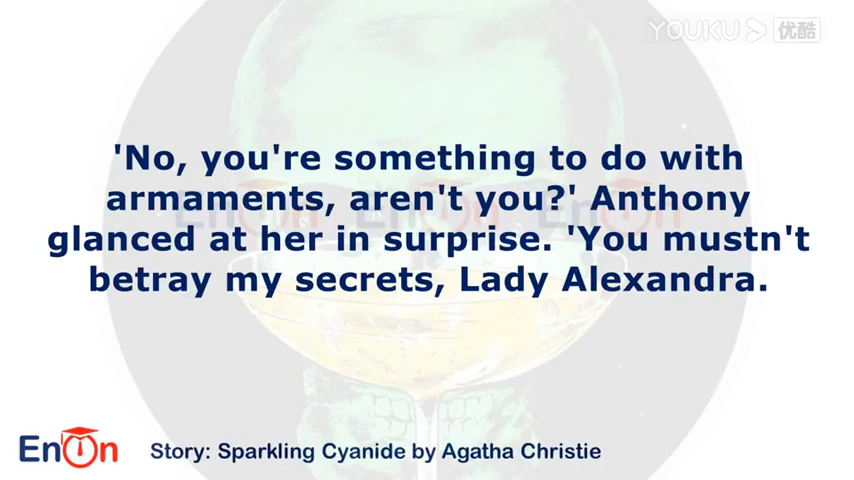 YOUKU 优酷
'No, you're something to do with
armaments, aren't you?' Anthony
glanced at her in surprise. 'You mustn't
betray my secrets, Lady Alexandra.
EnOn
Story: Sparkling Cyanide by Agatha Christie